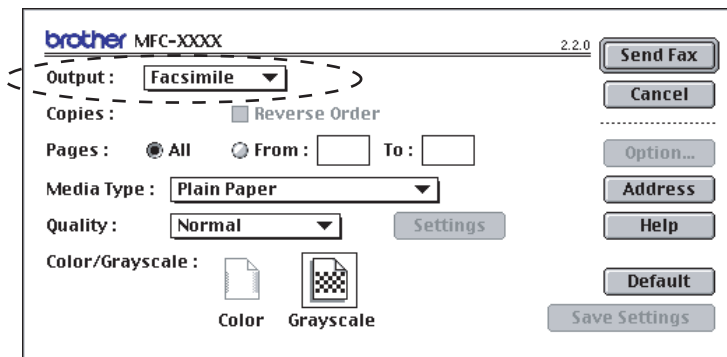 brother MFC-XXXX 2.2.0
Send Fax
Output : Facsimile
Cancel
Copies : Reverse Order
Pages : All From : To :
Option...
Media Type : Plain Paper
Address
Quality : Normal Settings
Help
Color/Grayscale :
Default
Color Grayscale
Save Settings